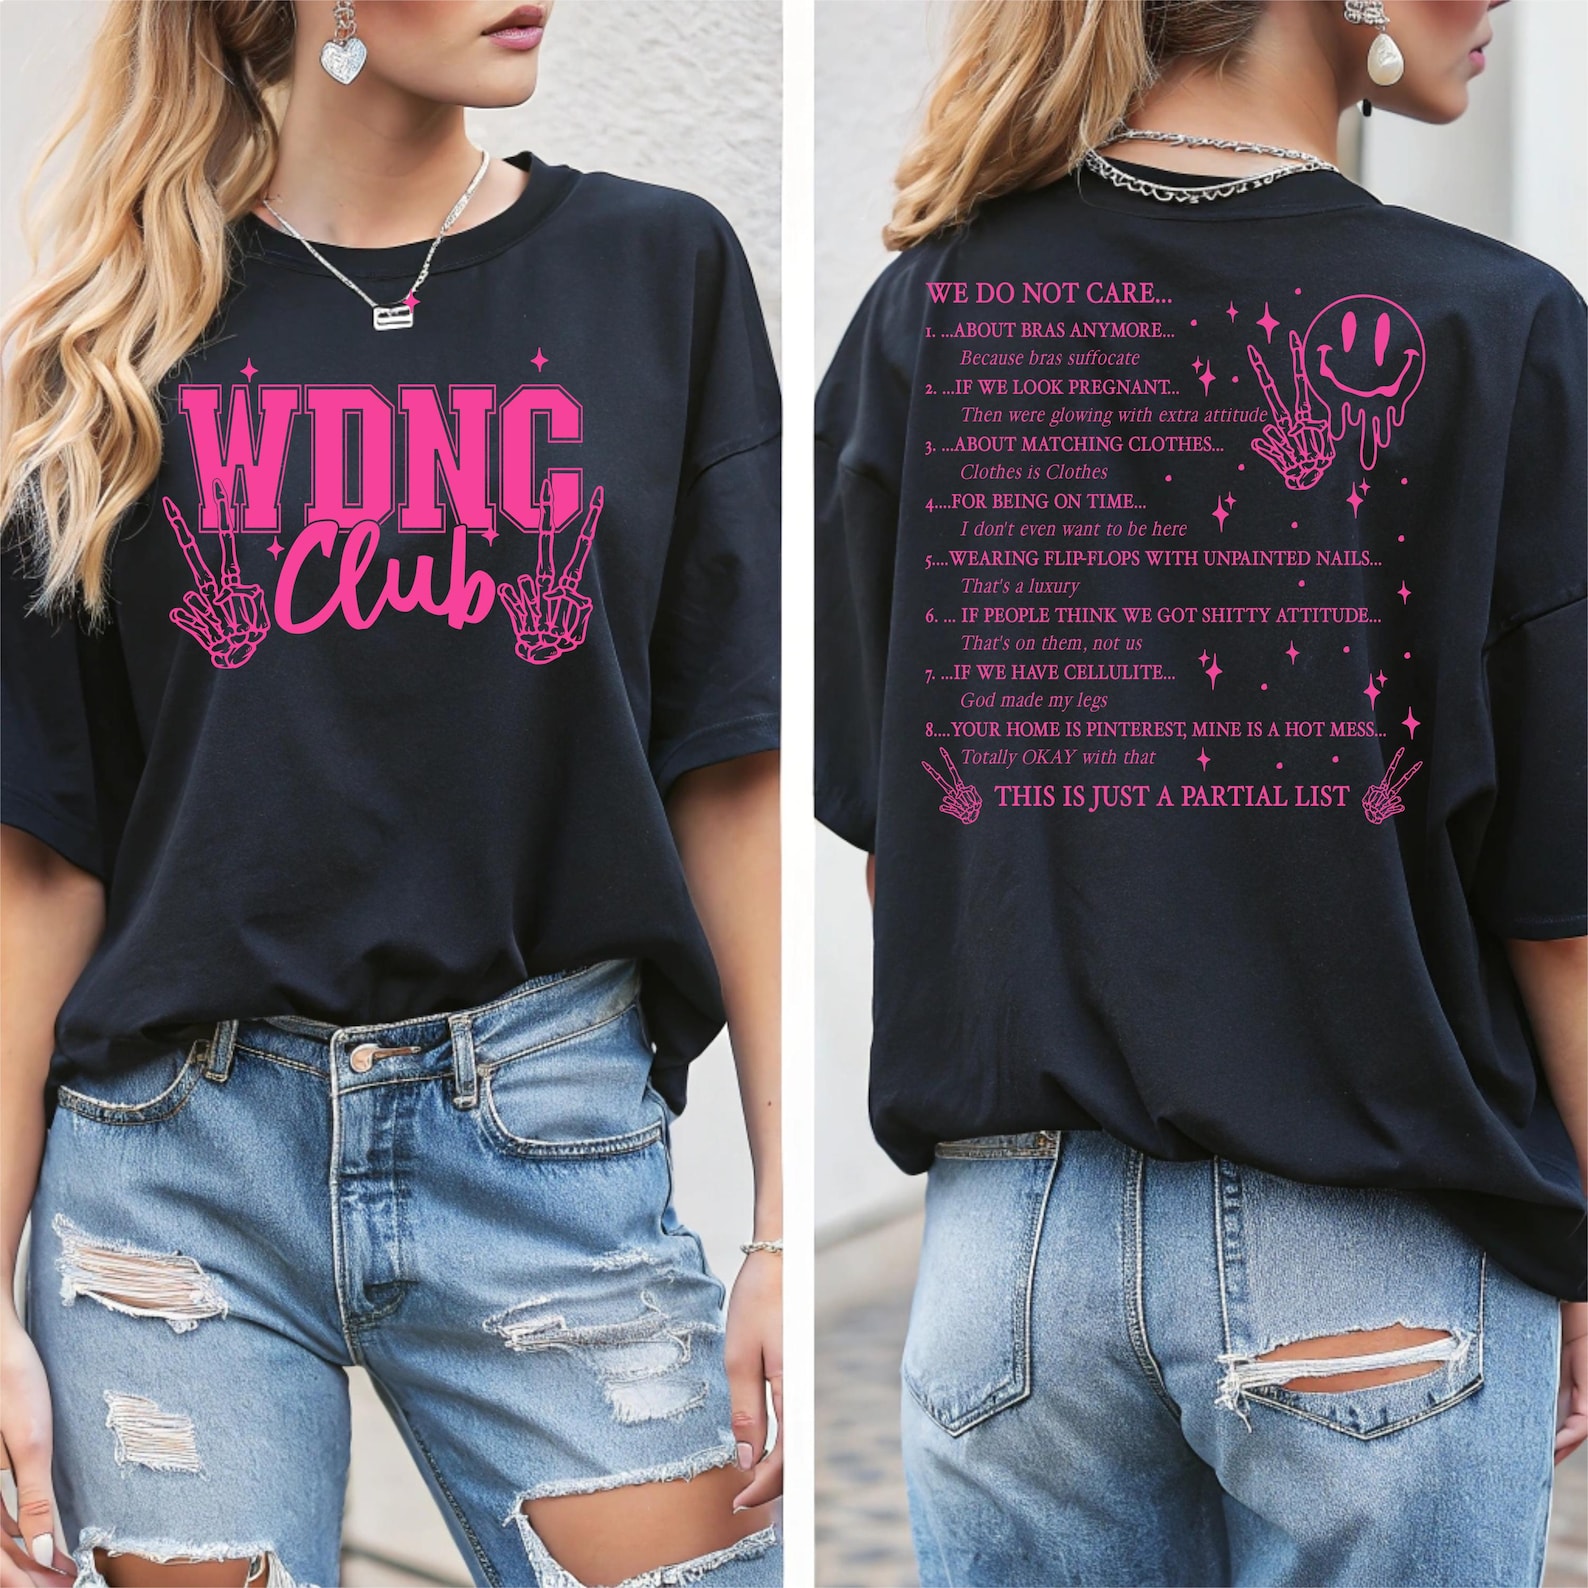 WDNC
Club
WE DO NOT CARE...
1. ...ABOUT BRAS ANYMORE...
Because bras suffocate
2. ...IF WE LOOK PREGNANT...
Then were glowing with extra attitude
3. ...ABOUT MATCHING CLOTHES...
Clothes is Clothes
4....FOR BEING ON TIME...
I don't even want to be here
5....WEARING FLIP-FLOPS WITH UNPAINTED NAILS...
That's a luxury
6. ... IF PEOPLE THINK WE GOT SHITTY ATTITUDE...
That's on them, not us
7. ...IF WE HAVE CELLULITE...
God made my legs
8....YOUR HOME IS PINTEREST, MINE IS A HOT MESS...
Totally OKAY with that
THIS IS JUST A PARTIAL LIST